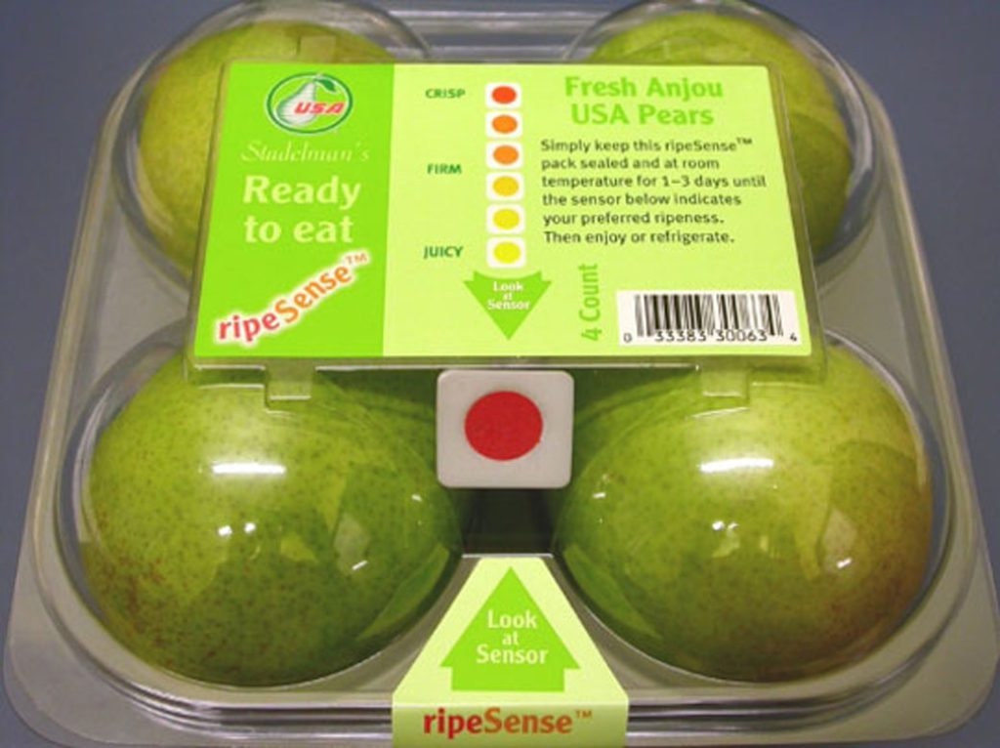 USA
Stadelman's
Ready
to eat
ripeSense™
CRISP
FIRM
JUICY
Look
at
Sensor
Fresh Anjou
USA Pears
Simply keep this ripeSense™
pack sealed and at room
temperature for 1–3 days until
the sensor below indicates
your preferred ripeness.
Then enjoy or refrigerate.
4 Count
0 33383 30063 4
Look
at
Sensor
ripeSense™